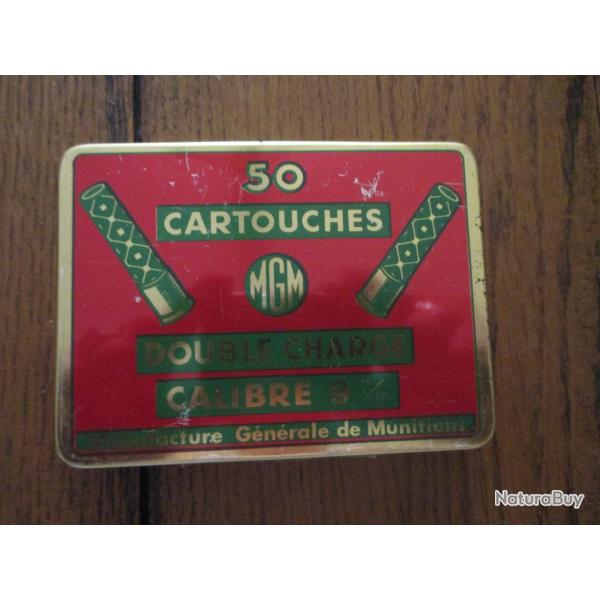 50
CARTOUCHES
MGM
DOUBLE CHARGE
CALIBRE 9 m/m
Manufacture Générale de Munitions
NaturaBuy